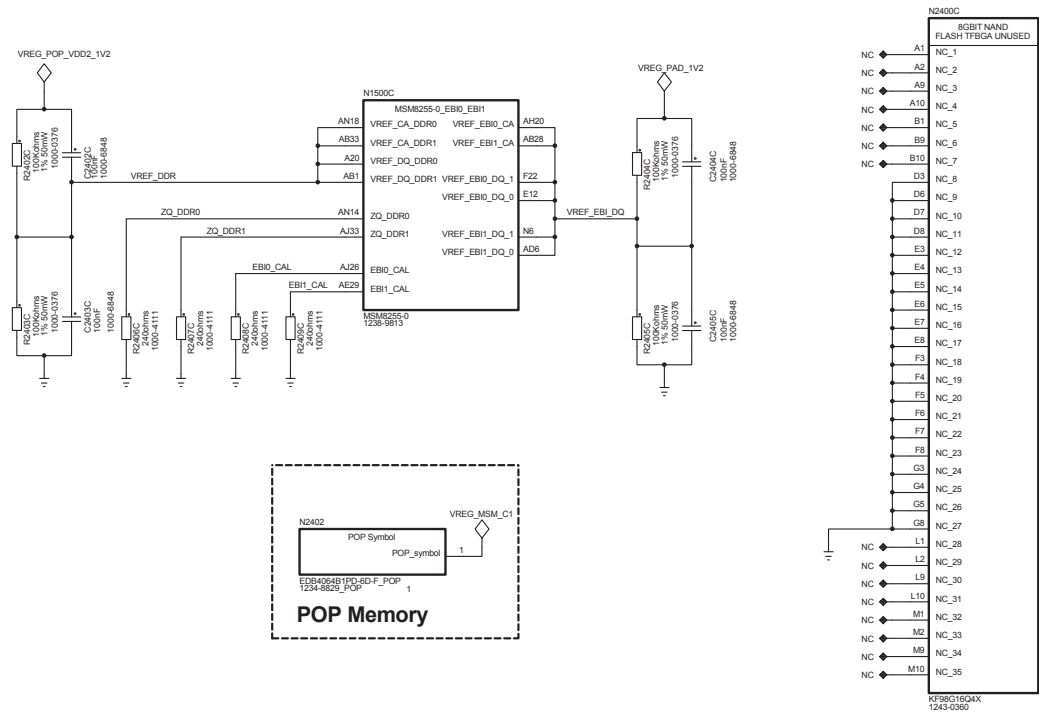 VREG_POP_VDD2_1V2
R2402C
100Kohms
1% 50mW
1000-0376
C2402C
100nF
1000-6848
VREF_DDR
R2403C
100Kohms
1% 50mW
1000-0376
C2403C
100nF
1000-6848
ZQ_DDR0
ZQ_DDR1
EBI0_CAL
EBI1_CAL
R2406C
240ohms
1000-4111
R2407C
240ohms
1000-4111
R2408C
240ohms
1000-4111
R2409C
240ohms
1000-4111
N1500C
MSM8255-0_EBI0_EBI1
AN18 VREF_CA_DDR0 VREF_EBI0_CA AH20
AB33 VREF_CA_DDR1 VREF_EBI1_CA AB28
A20 VREF_DQ_DDR0
AB1 VREF_DQ_DDR1 VREF_EBI0_DQ_1 F22
VREF_EBI0_DQ_0 E12
AN14 ZQ_DDR0
AJ33 ZQ_DDR1 VREF_EBI1_DQ_1 N6
VREF_EBI1_DQ_0 AD6
AJ26 EBI0_CAL
AE29 EBI1_CAL
MSM8255-0
1238-9813
VREG_PAD_1V2
VREF_EBI_DQ
R2404C
100Kohms
1% 50mW
1000-0376
C2404C
100nF
1000-6848
R2405C
100Kohms
1% 50mW
1000-0376
C2405C
100nF
1000-6848
N2402
POP Symbol
POP_symbol 1
VREG_MSM_C1
EDB4064B1PD-6D-F_POP
1234-8829_POP 1
POP Memory
N2400C
8GBIT NAND
FLASH TFBGA UNUSED
NC A1 NC_1
NC A2 NC_2
NC A9 NC_3
NC A10 NC_4
NC B1 NC_5
NC B9 NC_6
NC B10 NC_7
D3 NC_8
D6 NC_9
D7 NC_10
D8 NC_11
E3 NC_12
E4 NC_13
E5 NC_14
E6 NC_15
E7 NC_16
E8 NC_17
F3 NC_18
F4 NC_19
F5 NC_20
F6 NC_21
F7 NC_22
F8 NC_23
G3 NC_24
G4 NC_25
G5 NC_26
G8 NC_27
NC L1 NC_28
NC L2 NC_29
NC L9 NC_30
NC L10 NC_31
NC M1 NC_32
NC M2 NC_33
NC M9 NC_34
NC M10 NC_35
KF98G16Q4X
1243-0360